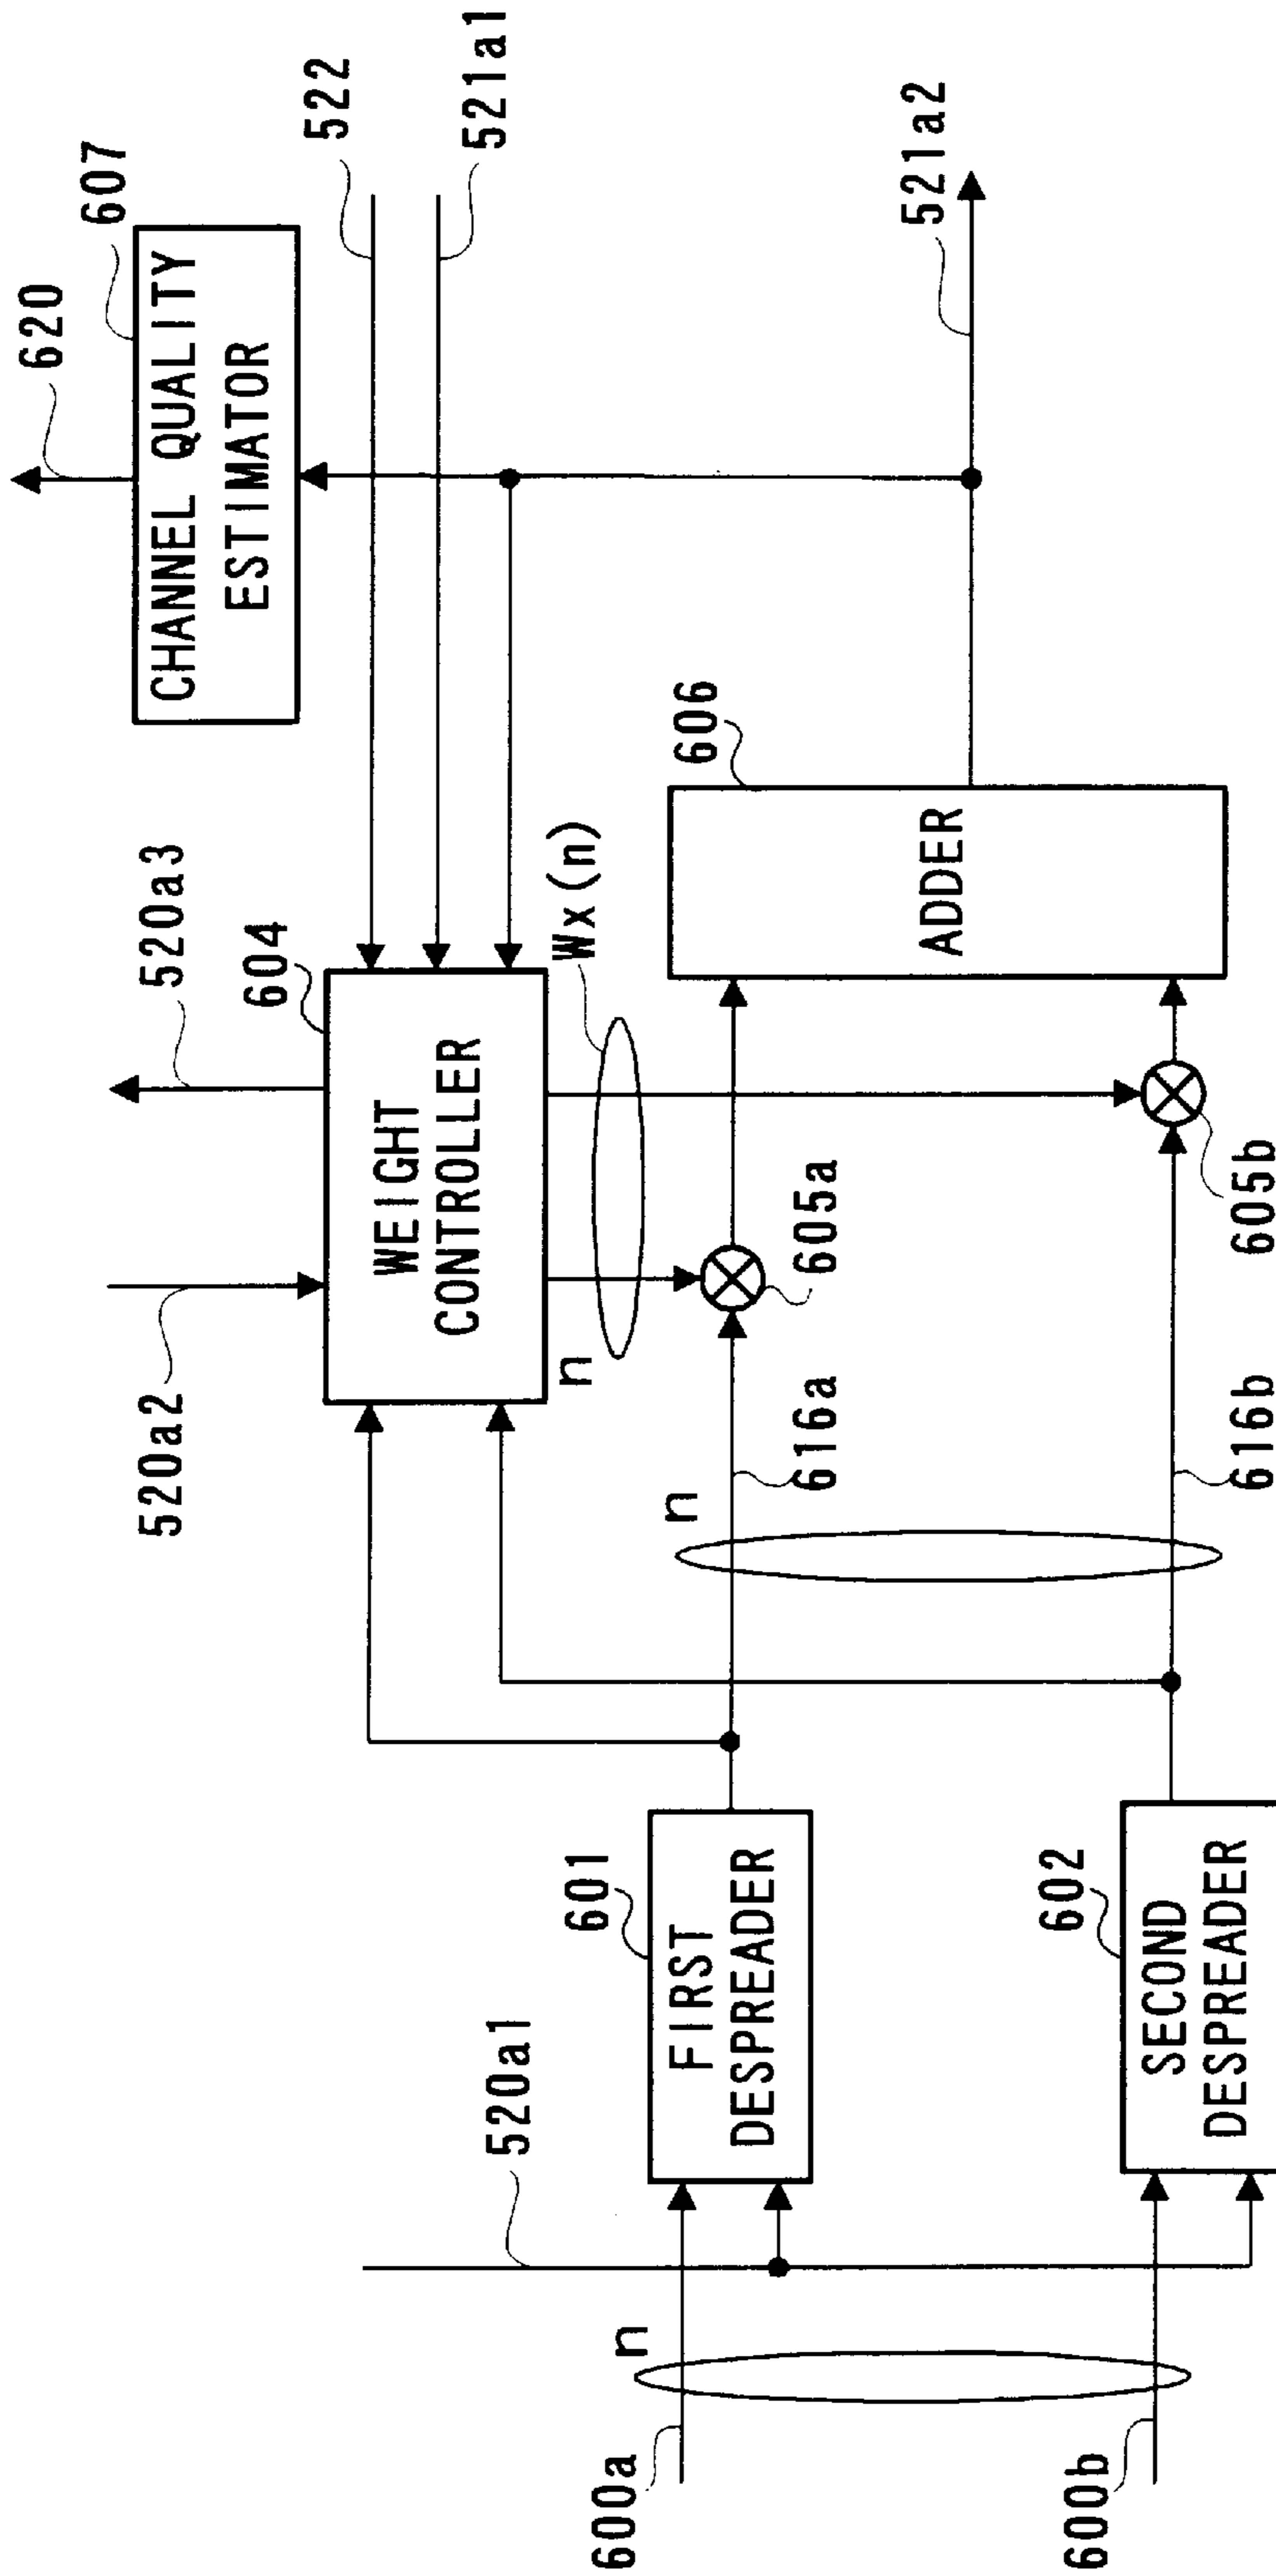 620
607
CHANNEL QUALITY
ESTIMATOR
522
521a1
520a2
520a3
604
WEIGHT
CONTROLLER
n
Wx(n)
521a2
606
ADDER
605a
605b
n
616a
616b
520a1
601
FIRST
DESPREADER
602
SECOND
DESPREADER
n
600a
600b